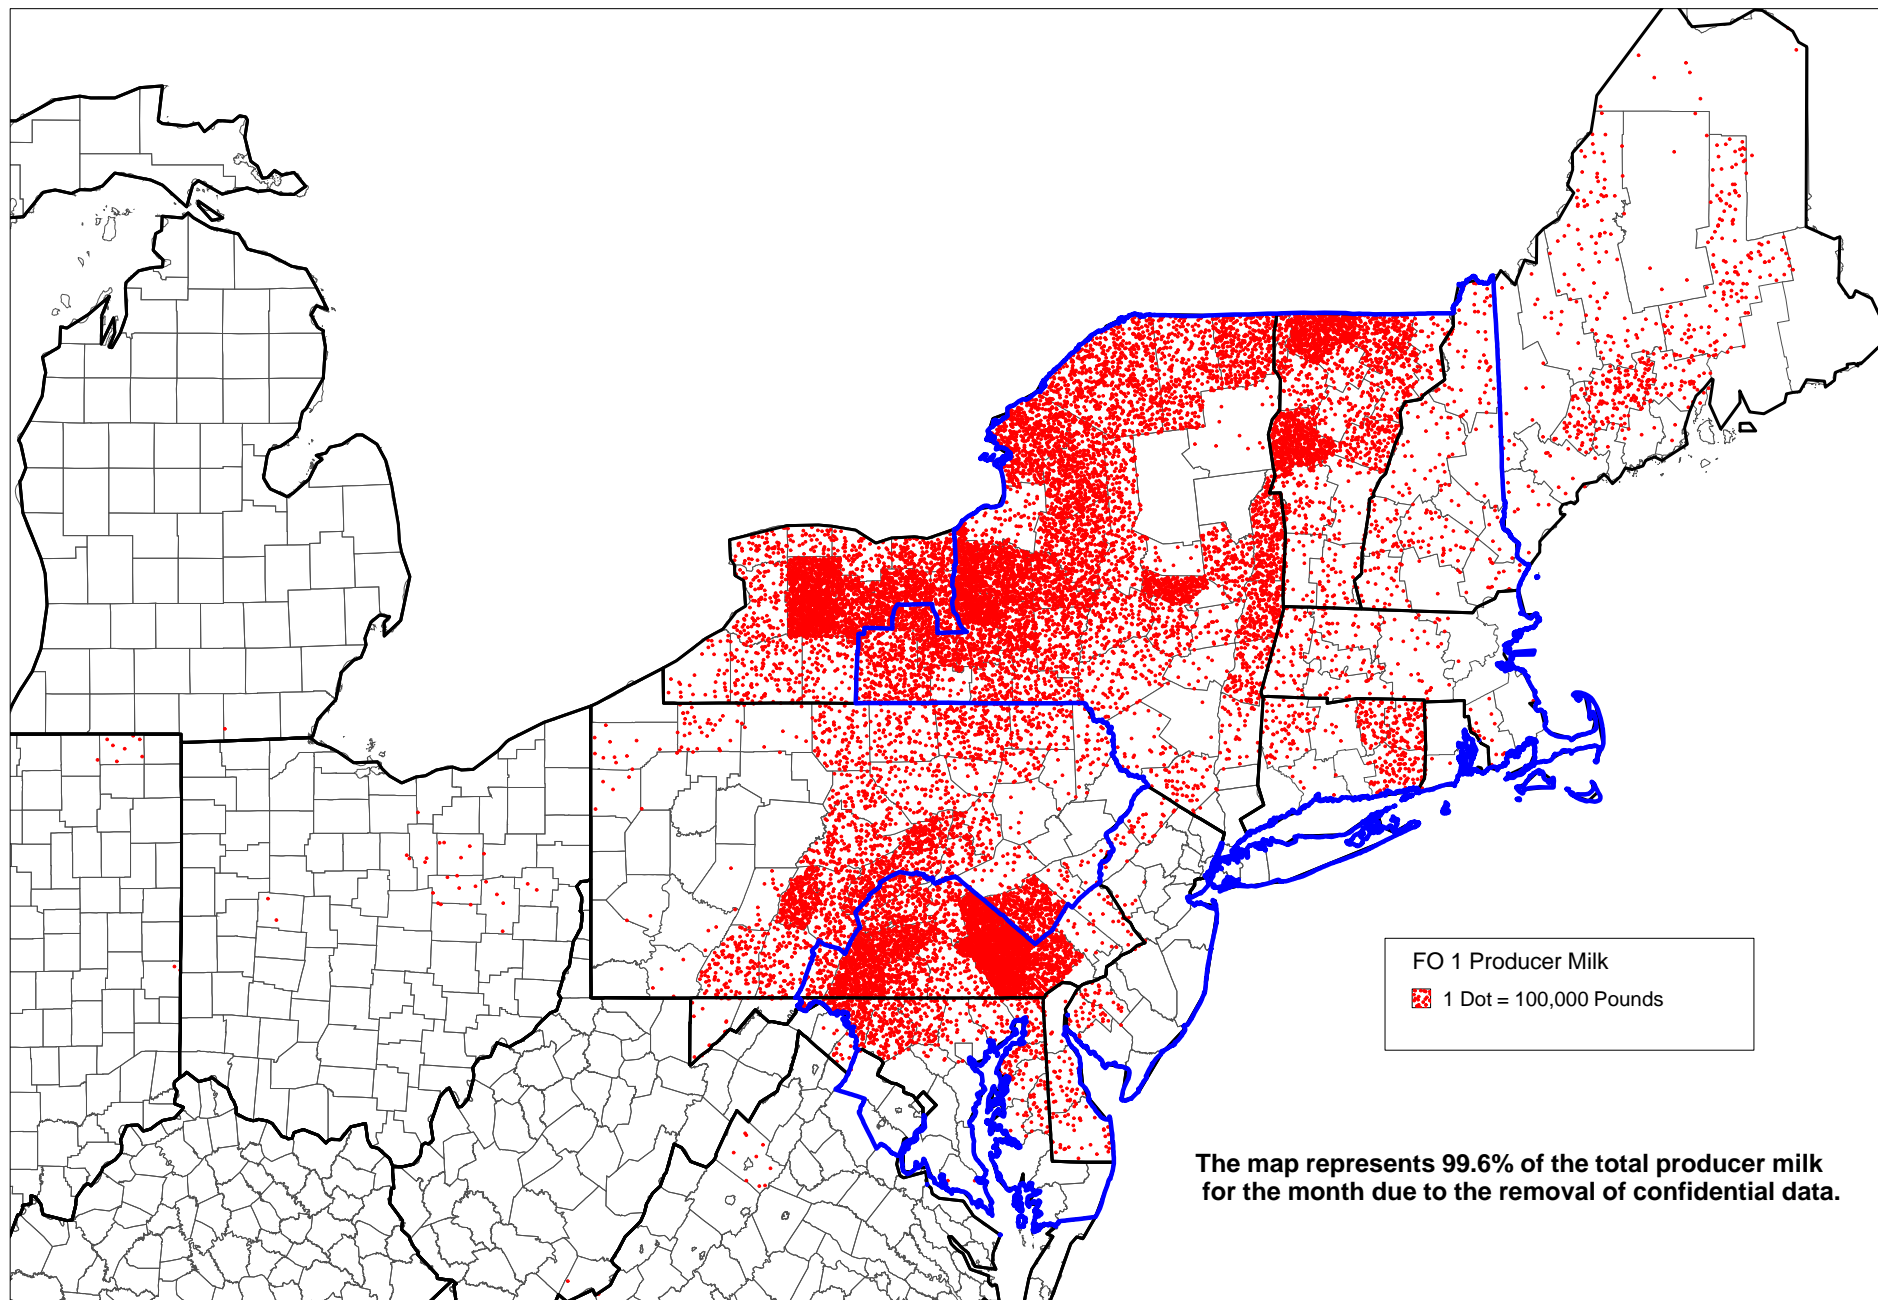 FO 1 Producer Milk
1 Dot = 100,000 Pounds
The map represents 99.6% of the total producer milk
for the month due to the removal of confidential data.